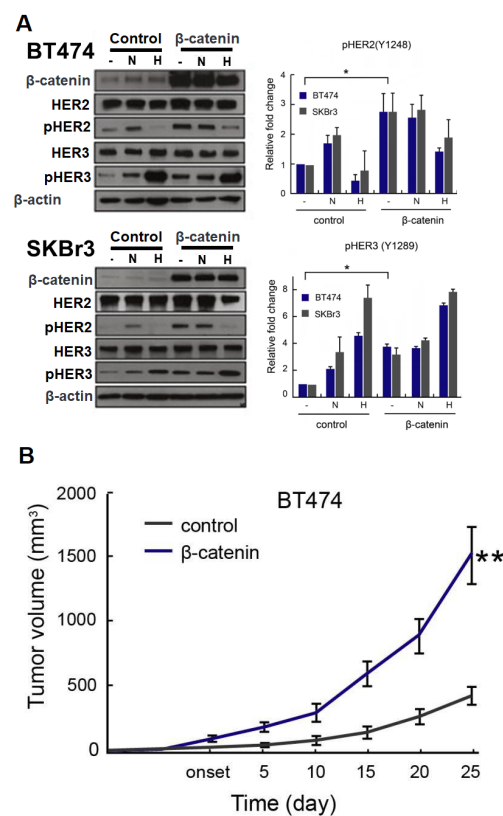 A
BT474
Control
β-catenin
- N H - N H
β-catenin
HER2
pHER2
HER3
pHER3
β-actin
pHER2(Y1248)
Relative fold change
4
3
2
1
0
*
BT474
SKBr3
- N H - N H
control
β-catenin
SKBr3
Control
β-catenin
- N H - N H
β-catenin
HER2
pHER2
HER3
pHER3
β-actin
pHER3 (Y1289)
Relative fold change
8
6
4
2
0
*
BT474
SKBr3
- N H - N H
control
β-catenin
B
BT474
Tumor volume (mm³)
2000
1500
1000
500
0
control
β-catenin
**
onset 5 10 15 20 25
Time (day)